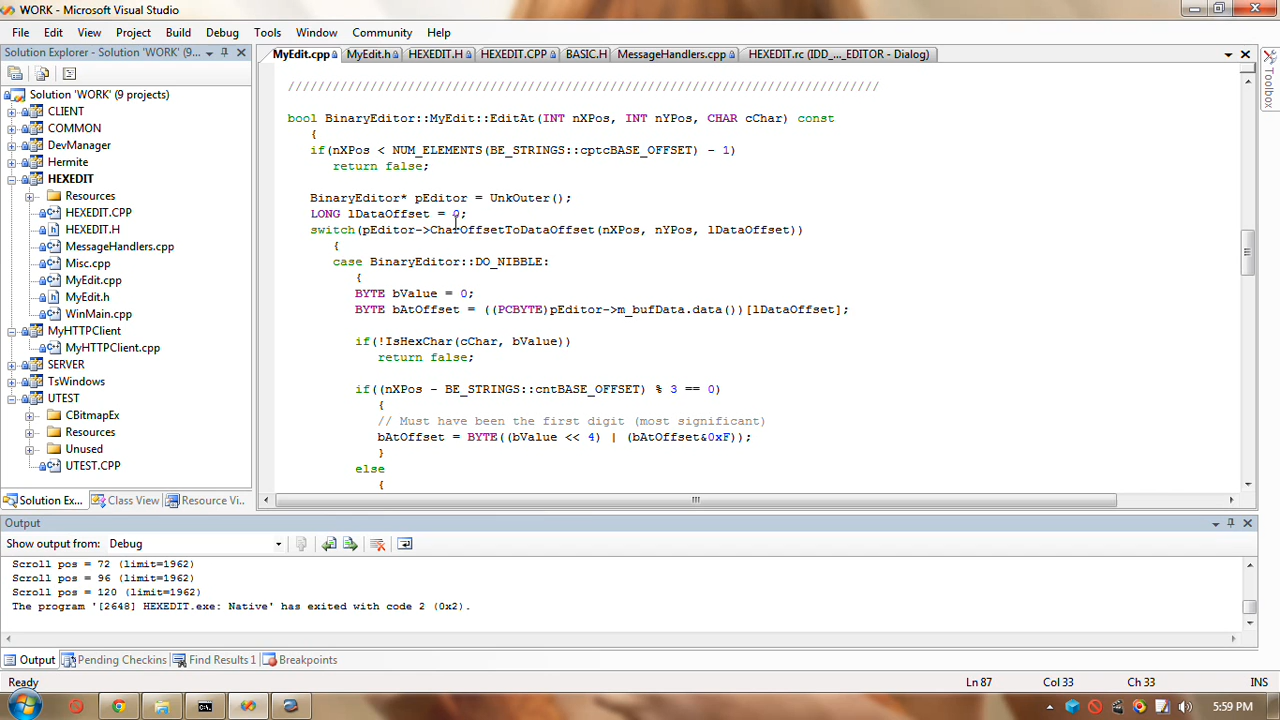 WORK - Microsoft Visual Studio
File Edit View Project Build Debug Tools Window Community Help
Solution Explorer - Solution 'WORK' (9...
MyEdit.cpp MyEdit.h HEXEDIT.H HEXEDIT.CPP BASIC.H MessageHandlers.cpp HEXEDIT.rc (IDD_..._EDITOR - Dialog)
Toolbox
Solution 'WORK' (9 projects)
CLIENT
COMMON
DevManager
Hermite
HEXEDIT
Resources
HEXEDIT.CPP
HEXEDIT.H
MessageHandlers.cpp
Misc.cpp
MyEdit.cpp
MyEdit.h
WinMain.cpp
MyHTTPClient
MyHTTPClient.cpp
SERVER
TsWindows
UTEST
CBitmapEx
Resources
Unused
UTEST.CPP
Solution Ex... Class View Resource Vi...
///////////////////////////////////////////////////////////////////////////////
bool BinaryEditor::MyEdit::EditAt(INT nXPos, INT nYPos, CHAR cChar) const
{
if(nXPos < NUM_ELEMENTS(BE_STRINGS::cptcBASE_OFFSET) - 1)
return false;
BinaryEditor* pEditor = UnkOuter();
LONG lDataOffset = 0;
switch(pEditor->CharOffsetToDataOffset(nXPos, nYPos, lDataOffset))
{
case BinaryEditor::DO_NIBBLE:
{
BYTE bValue = 0;
BYTE bAtOffset = ((PCBYTE)pEditor->m_bufData.data())[lDataOffset];
if(!IsHexChar(cChar, bValue))
return false;
if((nXPos - BE_STRINGS::cntBASE_OFFSET) % 3 == 0)
{
// Must have been the first digit (most significant)
bAtOffset = BYTE((bValue << 4) | (bAtOffset&0xF));
}
else
{
Output
Show output from: Debug
Scroll pos = 72 (limit=1962)
Scroll pos = 96 (limit=1962)
Scroll pos = 120 (limit=1962)
The program '[2648] HEXEDIT.exe: Native' has exited with code 2 (0x2).
Output Pending Checkins Find Results 1 Breakpoints
Ready Ln 87 Col 33 Ch 33 INS
5:59 PM